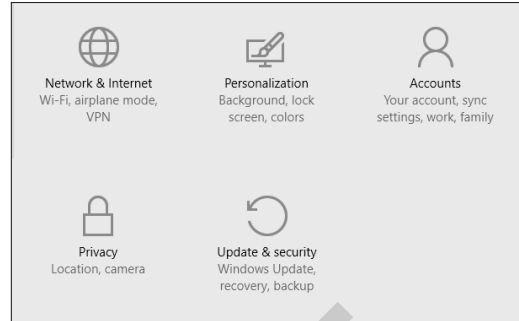 Network & Internet
Wi-Fi, airplane mode,
VPN
Personalization
Background, lock
screen, colors
Accounts
Your account, sync
settings, work, family
Privacy
Location, camera
Update & security
Windows Update,
recovery, backup